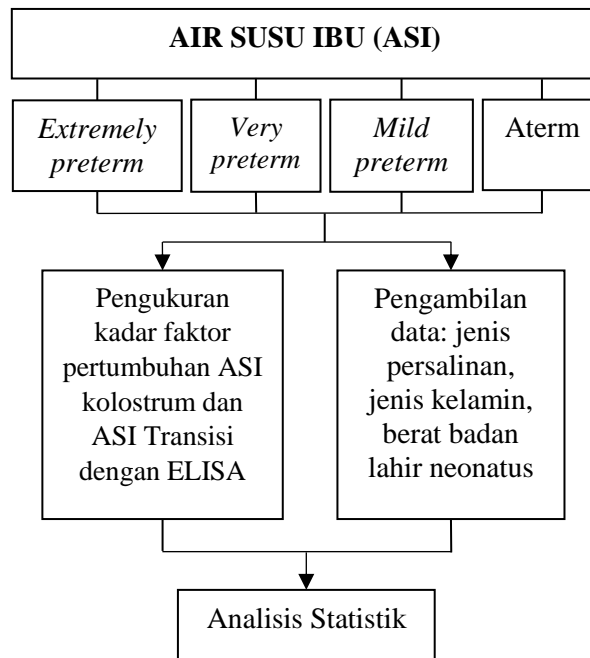 AIR SUSU IBU (ASI)
Extremely
preterm
Very
preterm
Mild
preterm
Aterm
Pengukuran
kadar faktor
pertumbuhan ASI
kolostrum dan
ASI Transisi
dengan ELISA
Pengambilan
data: jenis
persalinan,
jenis kelamin,
berat badan
lahir neonatus
Analisis Statistik